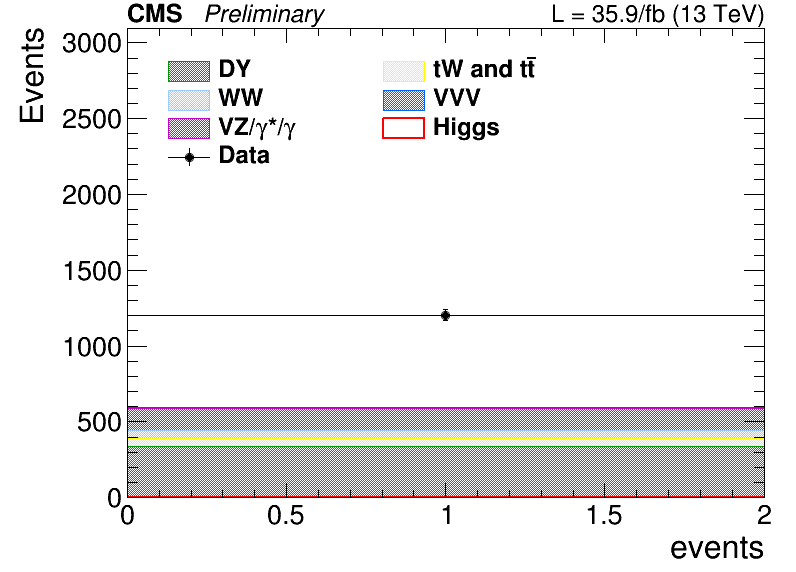 CMS Preliminary L = 35.9/fb (13 TeV)
Events
3000
2500
2000
1500
1000
500
0
DY
tW and tt̄
WW
VVV
VZ/γ*/γ
Higgs
Data
0 0.5 1 1.5 2
events